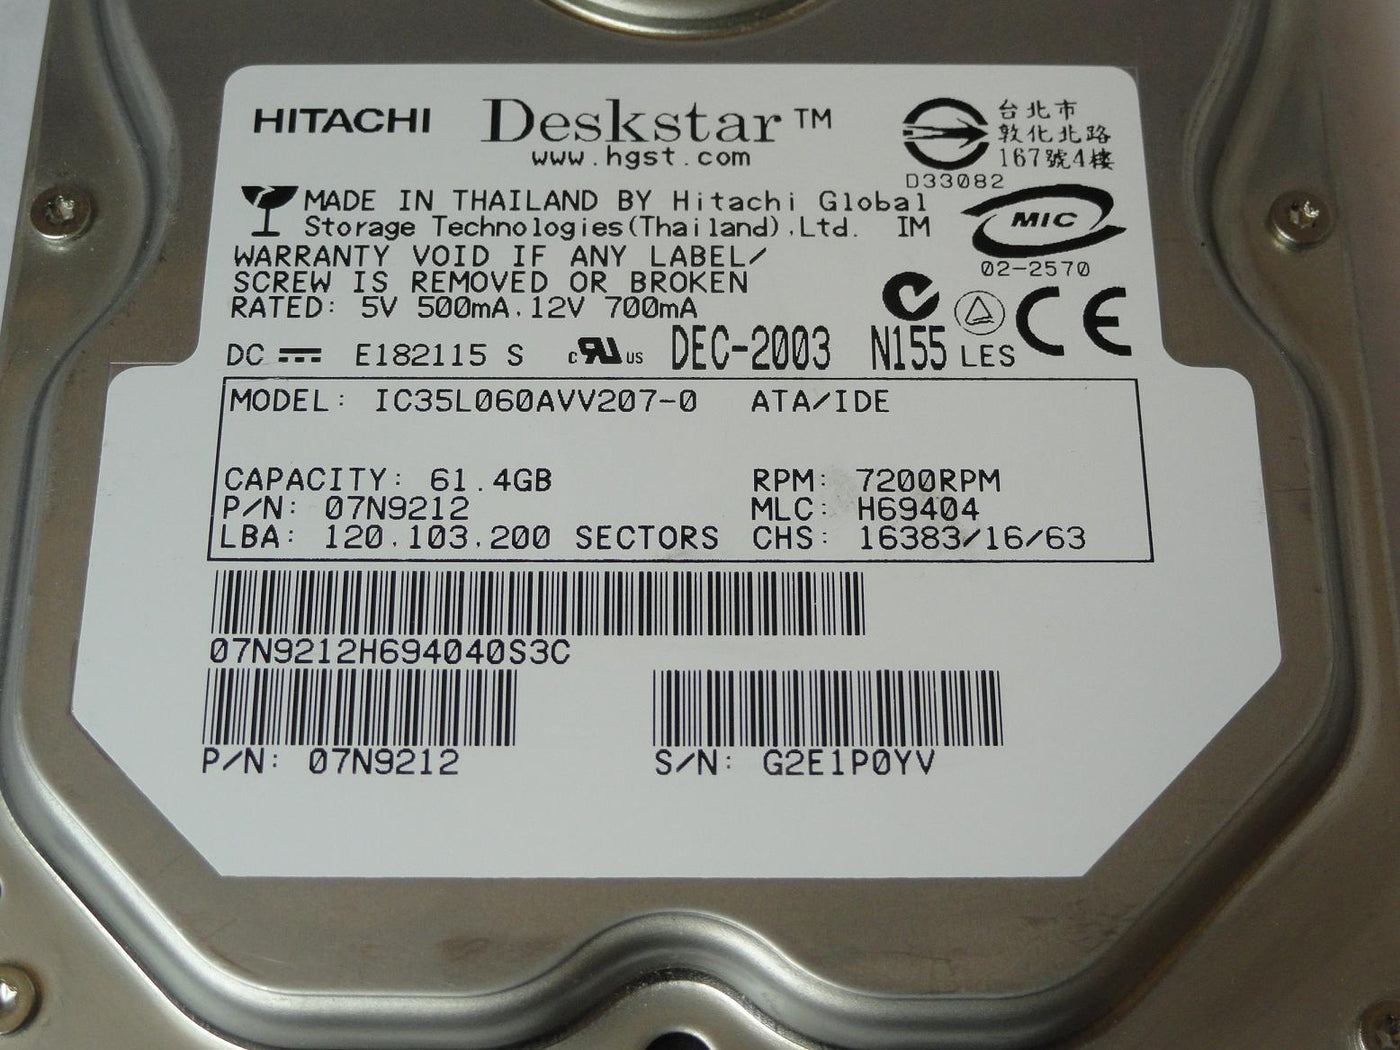 HITACHI Deskstar™
www.hgst.com
台北市
敦化北路
167號4樓
D33082
MADE IN THAILAND BY Hitachi Global
Storage Technologies(Thailand).Ltd. IM
MIC
02-2570
WARRANTY VOID IF ANY LABEL/
SCREW IS REMOVED OR BROKEN
RATED: 5V 500mA.12V 700mA
DC E182115 S c RU US DEC-2003 N155 LES CE
MODEL: IC35L060AVV207-0 ATA/IDE
CAPACITY: 61.4GB RPM: 7200RPM
P/N: 07N9212 MLC: H69404
LBA: 120.103.200 SECTORS CHS: 16383/16/63
07N9212H694040S3C
P/N: 07N9212 S/N: G2E1P0YV